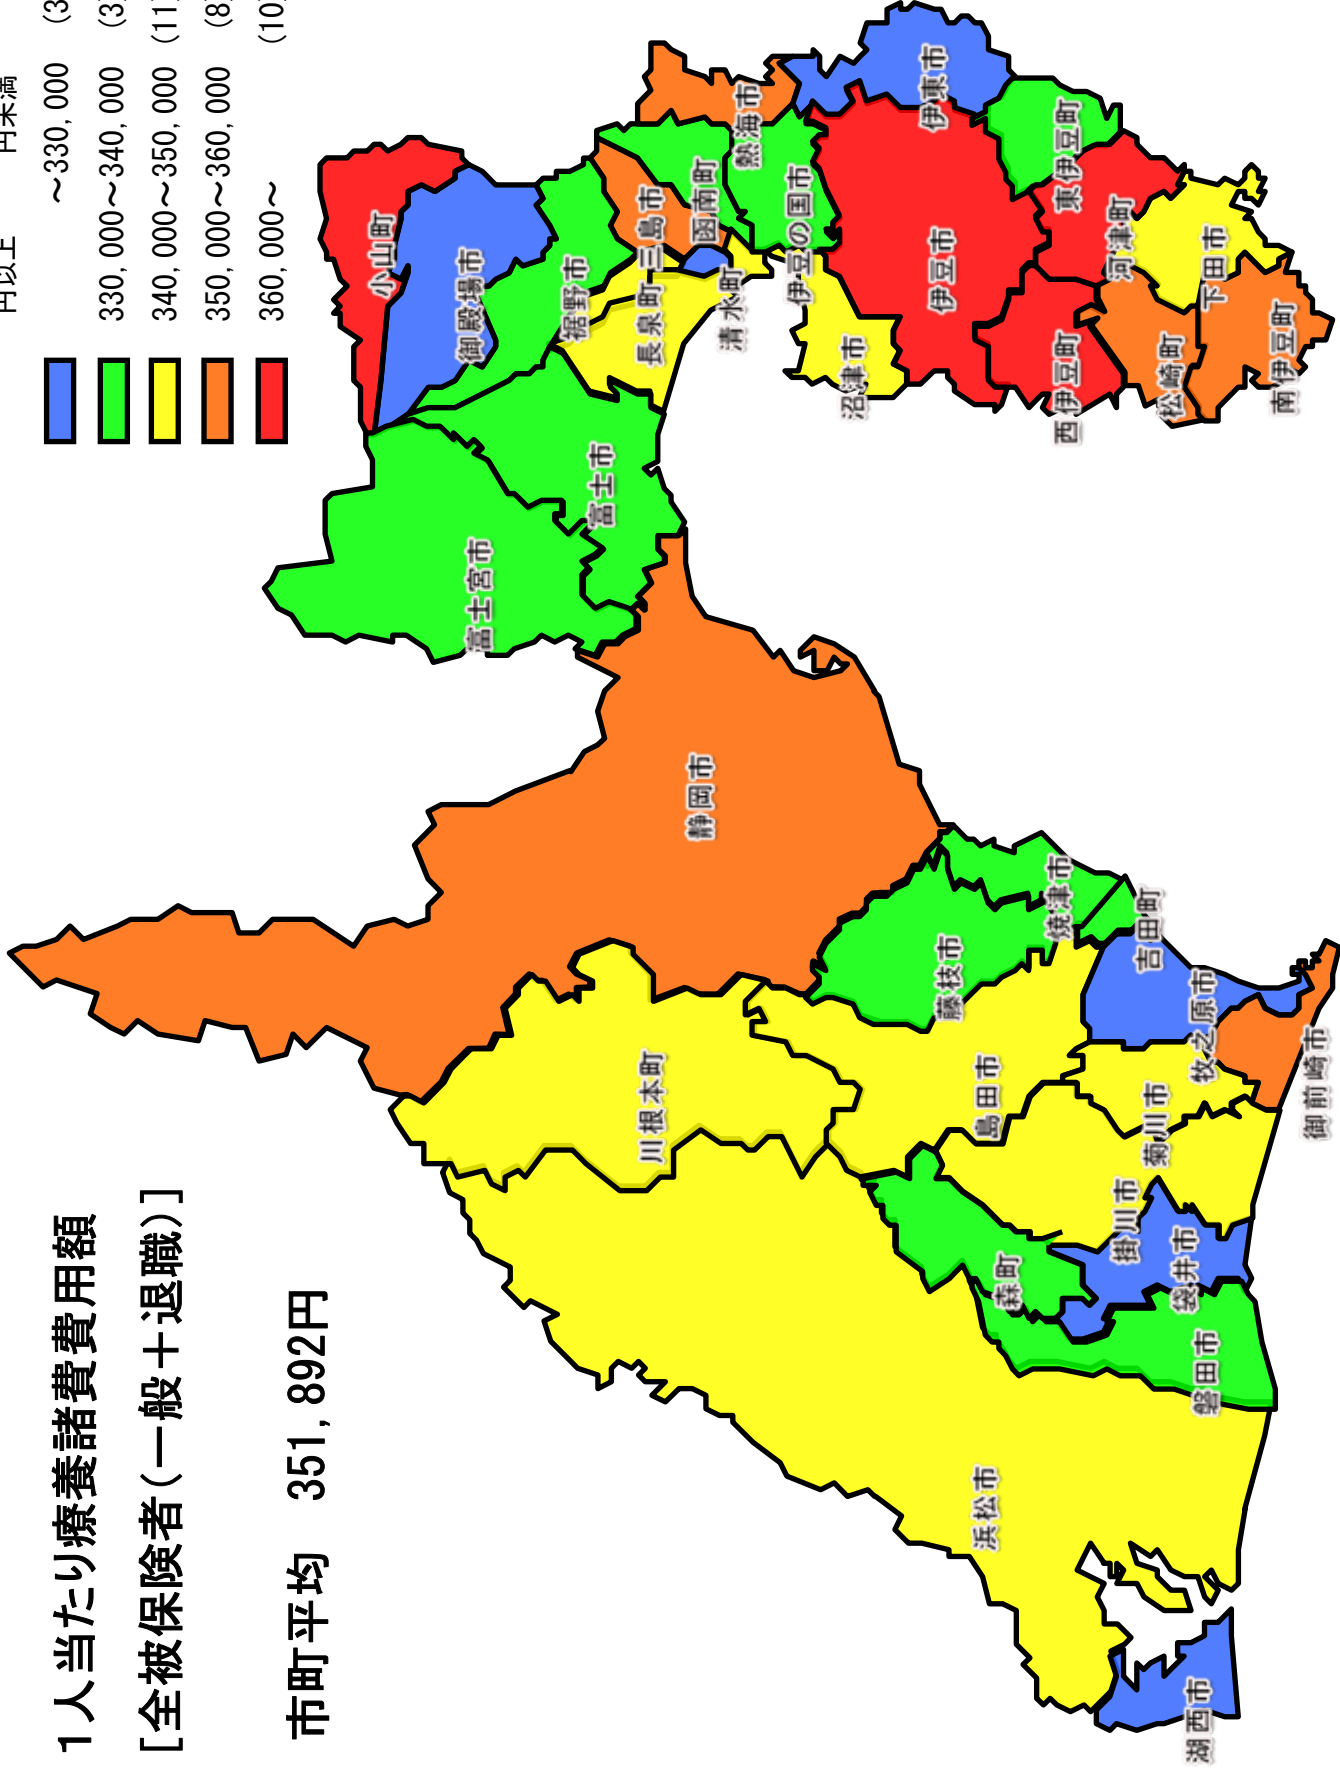 1人当たり療養諸費費用額
[全被保険者(一般+退職)]
市町平均 351,892円
円以上 円未満
～330,000 (3
330,000～340,000 (3)
340,000～350,000 (11)
350,000～360,000 (8)
360,000～ (10)
小山町
御殿場市
裾野市
長泉町
三島市
清水町
函南町
熱海市
伊豆の国市
沼津市
伊豆市
伊東市
東伊豆町
河津町
西伊豆町
松崎町
下田市
南伊豆町
富士宮市
富士市
静岡市
川根本町
藤枝市
焼津市
島田市
吉田町
牧之原市
御前崎市
菊川市
掛川市
袋井市
森町
磐田市
浜松市
湖西市